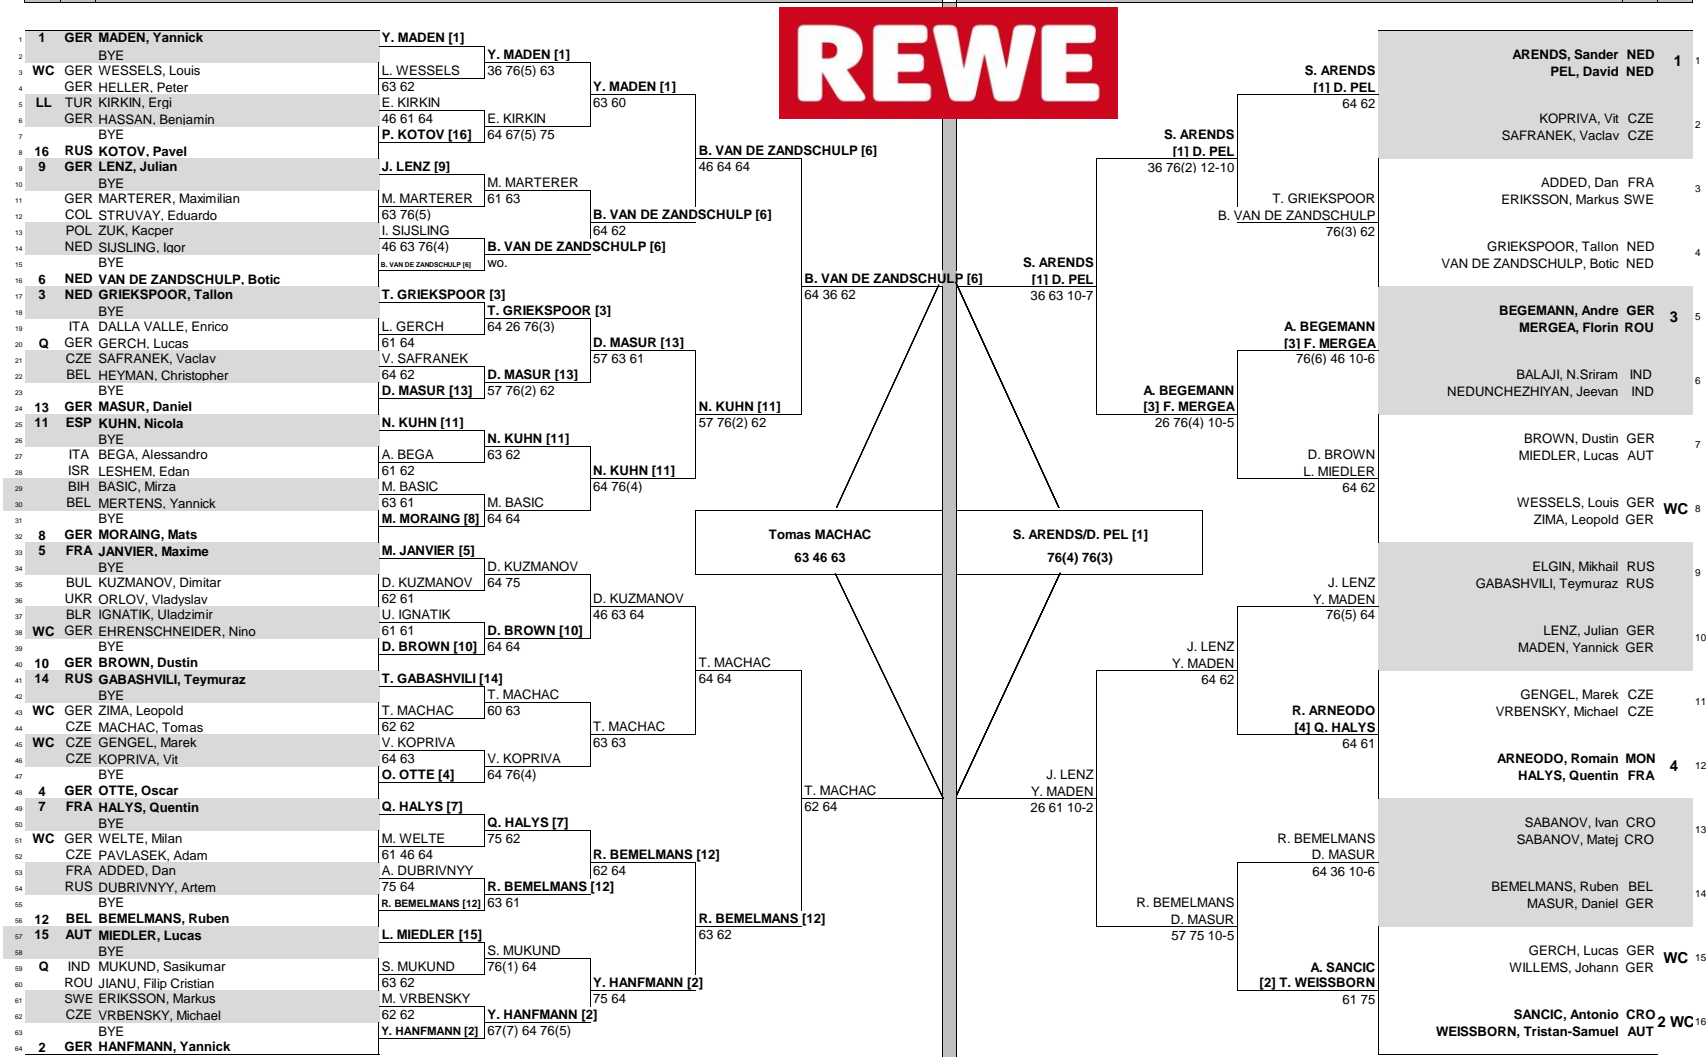 REWE
1 1 GER MADEN, Yannick
2 BYE
3 WC GER WESSELS, Louis
4 GER HELLER, Peter
5 LL TUR KIRKIN, Ergi
6 GER HASSAN, Benjamin
7 BYE
8 16 RUS KOTOV, Pavel
9 9 GER LENZ, Julian
10 BYE
11 GER MARTERER, Maximilian
12 COL STRUVAY, Eduardo
13 POL ZUK, Kacper
14 NED SIJSLING, Igor
15 BYE
16 6 NED VAN DE ZANDSCHULP, Botic
17 3 NED GRIEKSPOOR, Tallon
18 BYE
19 ITA DALLA VALLE, Enrico
20 Q GER GERCH, Lucas
21 CZE SAFRANEK, Vaclav
22 BEL HEYMAN, Christopher
23 BYE
24 13 GER MASUR, Daniel
25 11 ESP KUHN, Nicola
26 BYE
27 ITA BEGA, Alessandro
28 ISR LESHEM, Edan
29 BIH BASIC, Mirza
30 BEL MERTENS, Yannick
31 BYE
32 8 GER MORAING, Mats
33 5 FRA JANVIER, Maxime
34 BYE
35 BUL KUZMANOV, Dimitar
36 UKR ORLOV, Vladyslav
37 BLR IGNATIK, Uladzimir
38 WC GER EHRENSCHNEIDER, Nino
39 BYE
40 10 GER BROWN, Dustin
41 14 RUS GABASHVILI, Teymuraz
42 BYE
43 WC GER ZIMA, Leopold
44 CZE MACHAC, Tomas
45 WC CZE GENGEL, Marek
46 CZE KOPRIVA, Vit
47 BYE
48 4 GER OTTE, Oscar
49 7 FRA HALYS, Quentin
50 BYE
51 WC GER WELTE, Milan
52 CZE PAVLASEK, Adam
53 FRA ADDED, Dan
54 RUS DUBRIVNYY, Artem
55 BYE
56 12 BEL BEMELMANS, Ruben
57 15 AUT MIEDLER, Lucas
58 BYE
59 Q IND MUKUND, Sasikumar
60 ROU JIANU, Filip Cristian
61 SWE ERIKSSON, Markus
62 CZE VRBENSKY, Michael
63 BYE
64 2 GER HANFMANN, Yannick
Y. MADEN [1]
L. WESSELS
63 62
E. KIRKIN
46 61 64
P. KOTOV [16]
J. LENZ [9]
M. MARTERER
63 76(5)
I. SIJSLING
46 63 76(4)
B. VAN DE ZANDSCHULP [6]
T. GRIEKSPOOR [3]
L. GERCH
61 64
V. SAFRANEK
64 62
D. MASUR [13]
N. KUHN [11]
A. BEGA
61 62
M. BASIC
63 61
M. MORAING [8]
M. JANVIER [5]
D. KUZMANOV
62 61
U. IGNATIK
61 61
D. BROWN [10]
T. GABASHVILI [14]
T. MACHAC
62 62
V. KOPRIVA
64 63
O. OTTE [4]
Q. HALYS [7]
M. WELTE
61 46 64
A. DUBRIVNYY
75 64
R. BEMELMANS [12]
L. MIEDLER [15]
S. MUKUND
63 62
M. VRBENSKY
62 62
Y. HANFMANN [2]
Y. MADEN [1]
36 76(5) 63
E. KIRKIN
64 67(5) 75
M. MARTERER
61 63
B. VAN DE ZANDSCHULP [6]
wo.
T. GRIEKSPOOR [3]
64 26 76(3)
D. MASUR [13]
57 76(2) 62
N. KUHN [11]
63 62
M. BASIC
64 64
D. KUZMANOV
64 75
D. BROWN [10]
64 64
T. MACHAC
60 63
V. KOPRIVA
64 76(4)
Q. HALYS [7]
75 62
R. BEMELMANS [12]
63 61
S. MUKUND
76(1) 64
Y. HANFMANN [2]
67(7) 64 76(5)
Y. MADEN [1]
63 60
B. VAN DE ZANDSCHULP [6]
64 62
D. MASUR [13]
57 63 61
N. KUHN [11]
64 76(4)
D. KUZMANOV
46 63 64
T. MACHAC
63 63
R. BEMELMANS [12]
62 64
Y. HANFMANN [2]
75 64
B. VAN DE ZANDSCHULP [6]
46 64 64
N. KUHN [11]
57 76(2) 62
T. MACHAC
64 64
R. BEMELMANS [12]
63 62
B. VAN DE ZANDSCHULP [6]
64 36 62
T. MACHAC
62 64
Tomas MACHAC
63 46 63
S. ARENDS/D. PEL [1]
76(4) 76(3)
S. ARENDS
[1] D. PEL
36 63 10-7
J. LENZ
Y. MADEN
26 61 10-2
S. ARENDS
[1] D. PEL
36 76(2) 12-10
A. BEGEMANN
[3] F. MERGEA
26 76(4) 10-5
J. LENZ
Y. MADEN
64 62
R. BEMELMANS
D. MASUR
57 75 10-5
S. ARENDS
[1] D. PEL
64 62
T. GRIEKSPOOR
B. VAN DE ZANDSCHULP
76(3) 62
A. BEGEMANN
[3] F. MERGEA
76(6) 46 10-6
D. BROWN
L. MIEDLER
64 62
J. LENZ
Y. MADEN
76(5) 64
R. ARNEODO
[4] Q. HALYS
64 61
R. BEMELMANS
D. MASUR
64 36 10-6
A. SANCIC
[2] T. WEISSBORN
61 75
ARENDS, Sander NED
PEL, David NED
1 1
KOPRIVA, Vit CZE
SAFRANEK, Vaclav CZE
2
ADDED, Dan FRA
ERIKSSON, Markus SWE
3
GRIEKSPOOR, Tallon NED
VAN DE ZANDSCHULP, Botic NED
4
BEGEMANN, Andre GER
MERGEA, Florin ROU
3 5
BALAJI, N.Sriram IND
NEDUNCHEZHIYAN, Jeevan IND
6
BROWN, Dustin GER
MIEDLER, Lucas AUT
7
WESSELS, Louis GER
ZIMA, Leopold GER
WC 8
ELGIN, Mikhail RUS
GABASHVILI, Teymuraz RUS
9
LENZ, Julian GER
MADEN, Yannick GER
10
GENGEL, Marek CZE
VRBENSKY, Michael CZE
11
ARNEODO, Romain MON
HALYS, Quentin FRA
4 12
SABANOV, Ivan CRO
SABANOV, Matej CRO
13
BEMELMANS, Ruben BEL
MASUR, Daniel GER
14
GERCH, Lucas GER
WILLEMS, Johann GER
WC 15
SANCIC, Antonio CRO
WEISSBORN, Tristan-Samuel AUT
2 WC 16